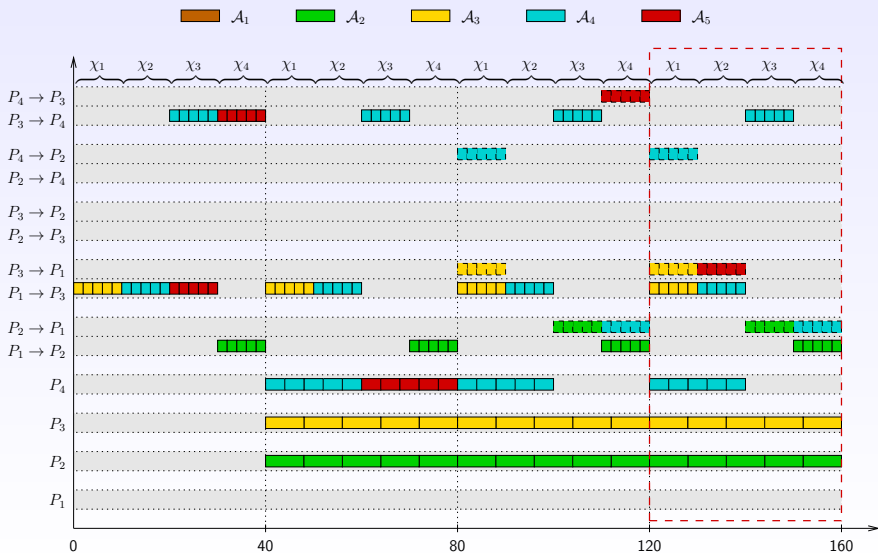 𝒜₁ 𝒜₂ 𝒜₃ 𝒜₄ 𝒜₅
χ₁ χ₂ χ₃ χ₄ χ₁ χ₂ χ₃ χ₄ χ₁ χ₂ χ₃ χ₄ χ₁ χ₂ χ₃ χ₄
P₄ → P₃
P₃ → P₄
P₄ → P₂
P₂ → P₄
P₃ → P₂
P₂ → P₃
P₃ → P₁
P₁ → P₃
P₂ → P₁
P₁ → P₂
P₄
P₃
P₂
P₁
0 40 80 120 160